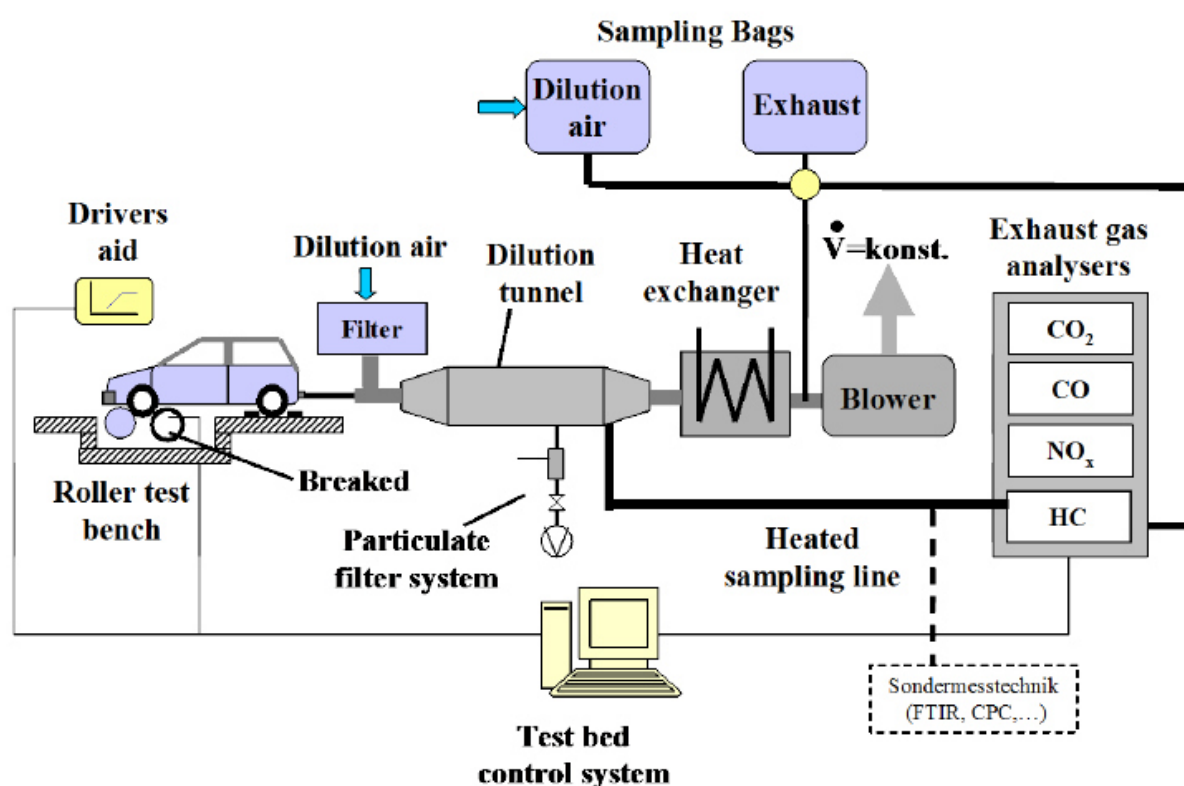 Sampling Bags
Dilution
air
Exhaust
Drivers
aid
Dilution air
Filter
Dilution
tunnel
Heat
exchanger
V̇=konst.
Blower
Exhaust gas
analysers
CO₂
CO
NOₓ
HC
Roller test
bench
Breaked
Particulate
filter system
Heated
sampling line
Sondermesstechnik
(FTIR, CPC,…)
Test bed
control system